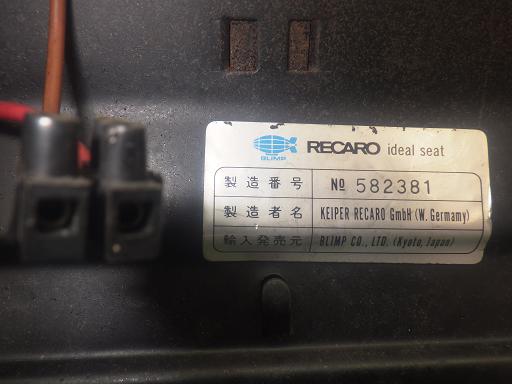 BLIMP RECARO ideal seat
製造番号 № 582381
製造者名 KEIPER RECARO GmbH (W. Germamy)
輸入発売元 BLIMP CO., LTD. (Kyoto, Japan)